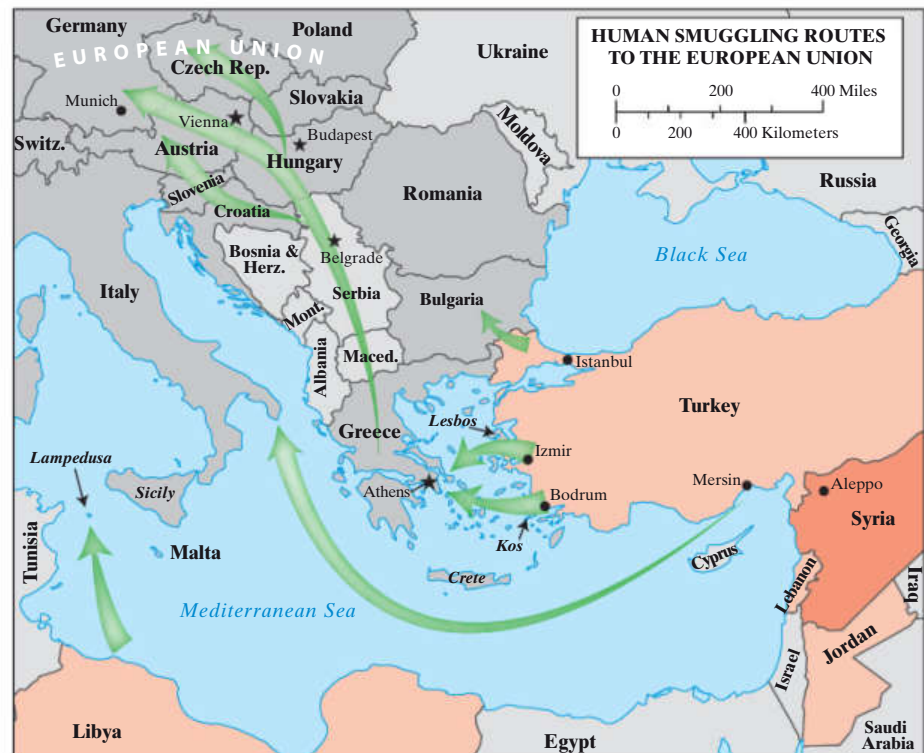 Germany
Poland
EUROPEAN UNION
Ukraine
HUMAN SMUGGLING ROUTES
TO THE EUROPEAN UNION
0 200 400 Miles
0 200 400 Kilometers
Czech Rep.
Munich
Slovakia
Vienna
Budapest
Moldova
Switz.
Austria
Hungary
Slovenia
Romania
Russia
Croatia
Georgia
Bosnia &
Herz.
Belgrade
Black Sea
Italy
Serbia
Bulgaria
Mont.
Albania
Maced.
Istanbul
Turkey
Lesbos
Greece
Izmir
Lampedusa
Sicily
Athens
Mersin
Aleppo
Bodrum
Syria
Tunisia
Malta
Kos
Cyprus
Crete
Lebanon
Iraq
Mediterranean Sea
Jordan
Israel
Libya
Egypt
Saudi
Arabia